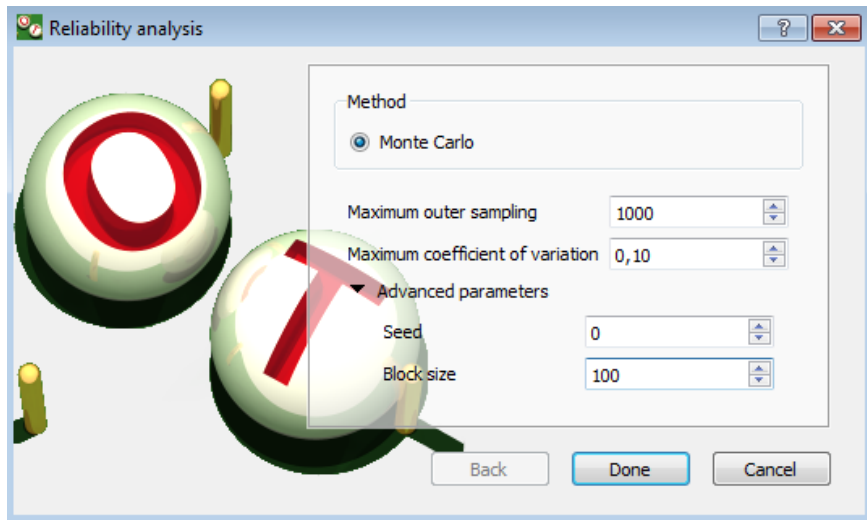 Reliability analysis
Method
Monte Carlo
Maximum outer sampling 1000
Maximum coefficient of variation 0,10
Advanced parameters
Seed 0
Block size 100
Back Done Cancel
O
T